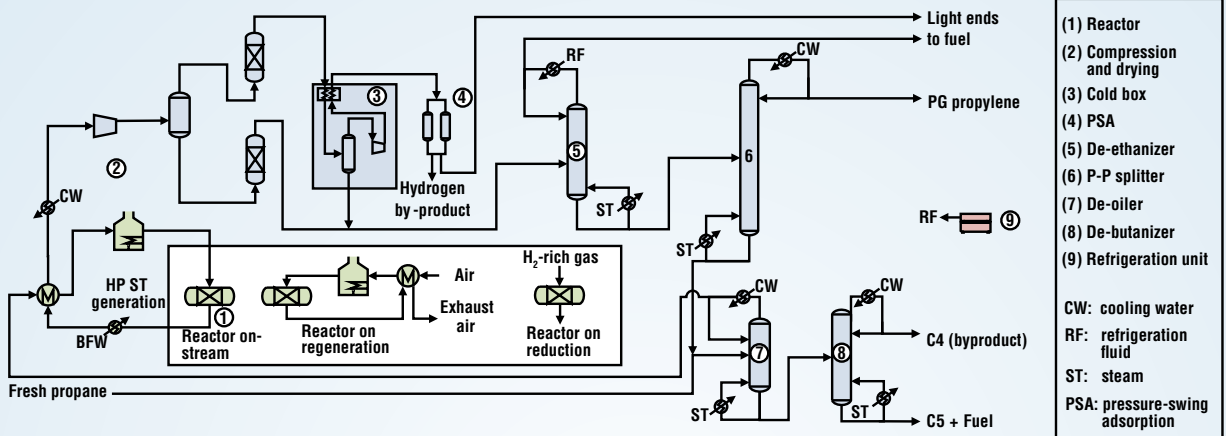 Light ends
to fuel
RF
CW
PG propylene
3
4
5
6
2
CW
Hydrogen
by -product
ST
ST
RF
9
HP ST
generation
1
BFW
Reactor on-
stream
Air
Exhaust
air
Reactor on
regeneration
H2-rich gas
Reactor on
reduction
CW
CW
7
8
C4 (byproduct)
Fresh propane
ST
ST
C5 + Fuel
(1) Reactor
(2) Compression
and drying
(3) Cold box
(4) PSA
(5) De-ethanizer
(6) P-P splitter
(7) De-oiler
(8) De-butanizer
(9) Refrigeration unit
CW: cooling water
RF: refrigeration
fluid
ST: steam
PSA: pressure-swing
adsorption